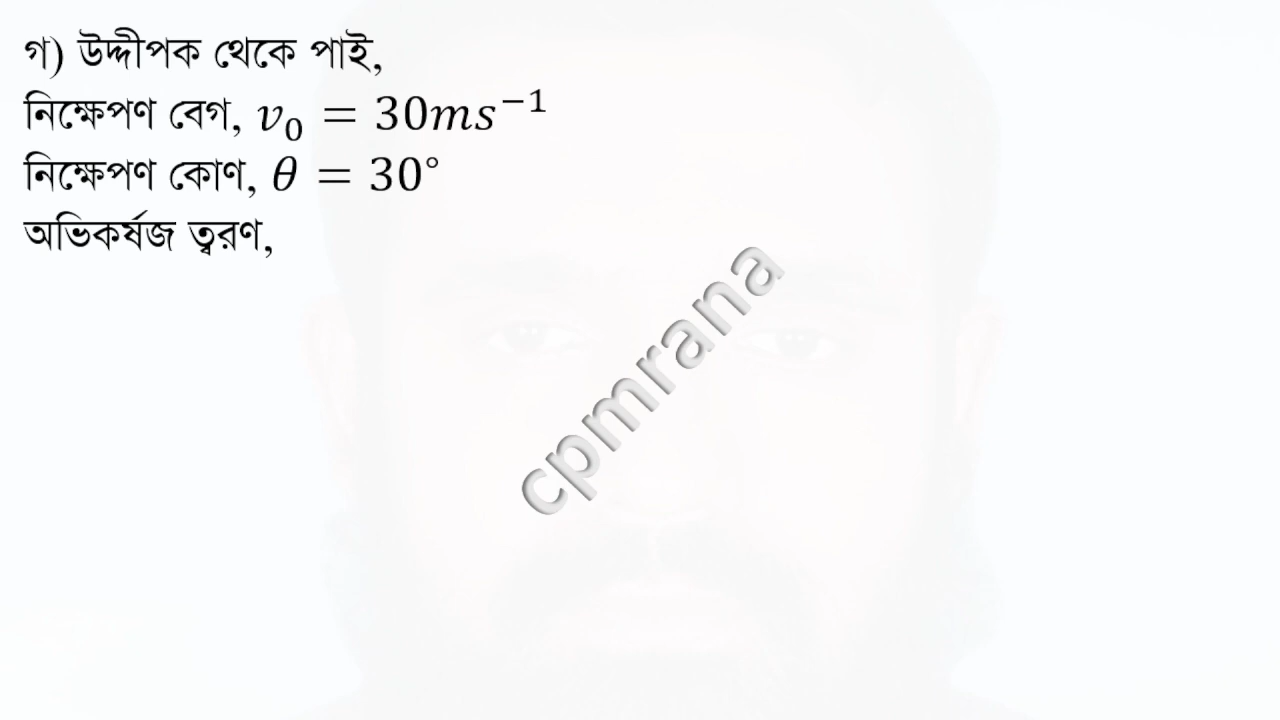 গ) উদ্দীপক থেকে পাই,
নিক্ষেপণ বেগ, v₀ = 30ms⁻¹
নিক্ষেপণ কোণ, θ = 30°
অভিকর্ষজ ত্বরণ,
cpmrana